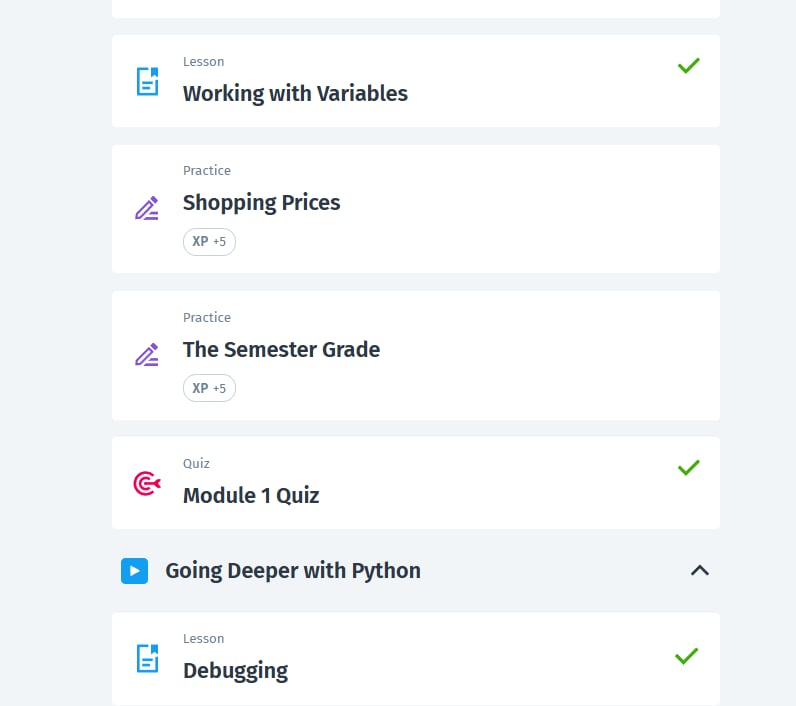 Lesson
Working with Variables
Practice
Shopping Prices
XP +5
Practice
The Semester Grade
XP +5
Quiz
Module 1 Quiz
Going Deeper with Python
Lesson
Debugging